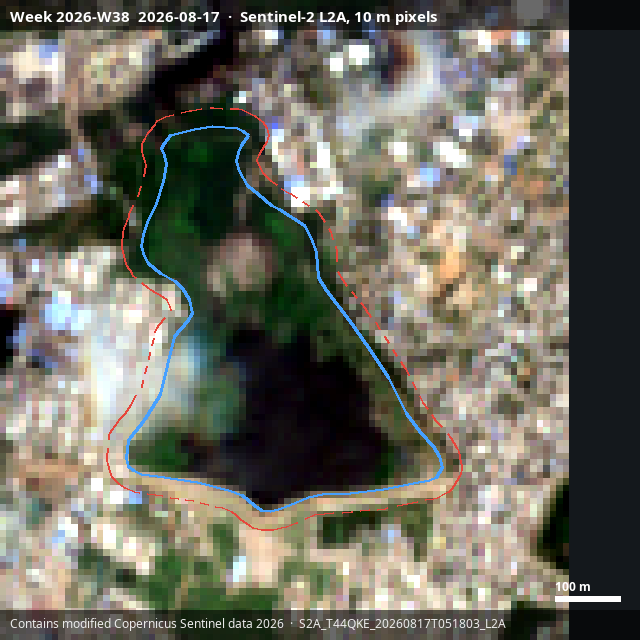 Week 2026-W38  2026-08-17  ·  Sentinel-2 L2A, 10 m pixels
100 m
Contains modified Copernicus Sentinel data 2026  ·  S2A_T44QKE_20260817T051803_L2A